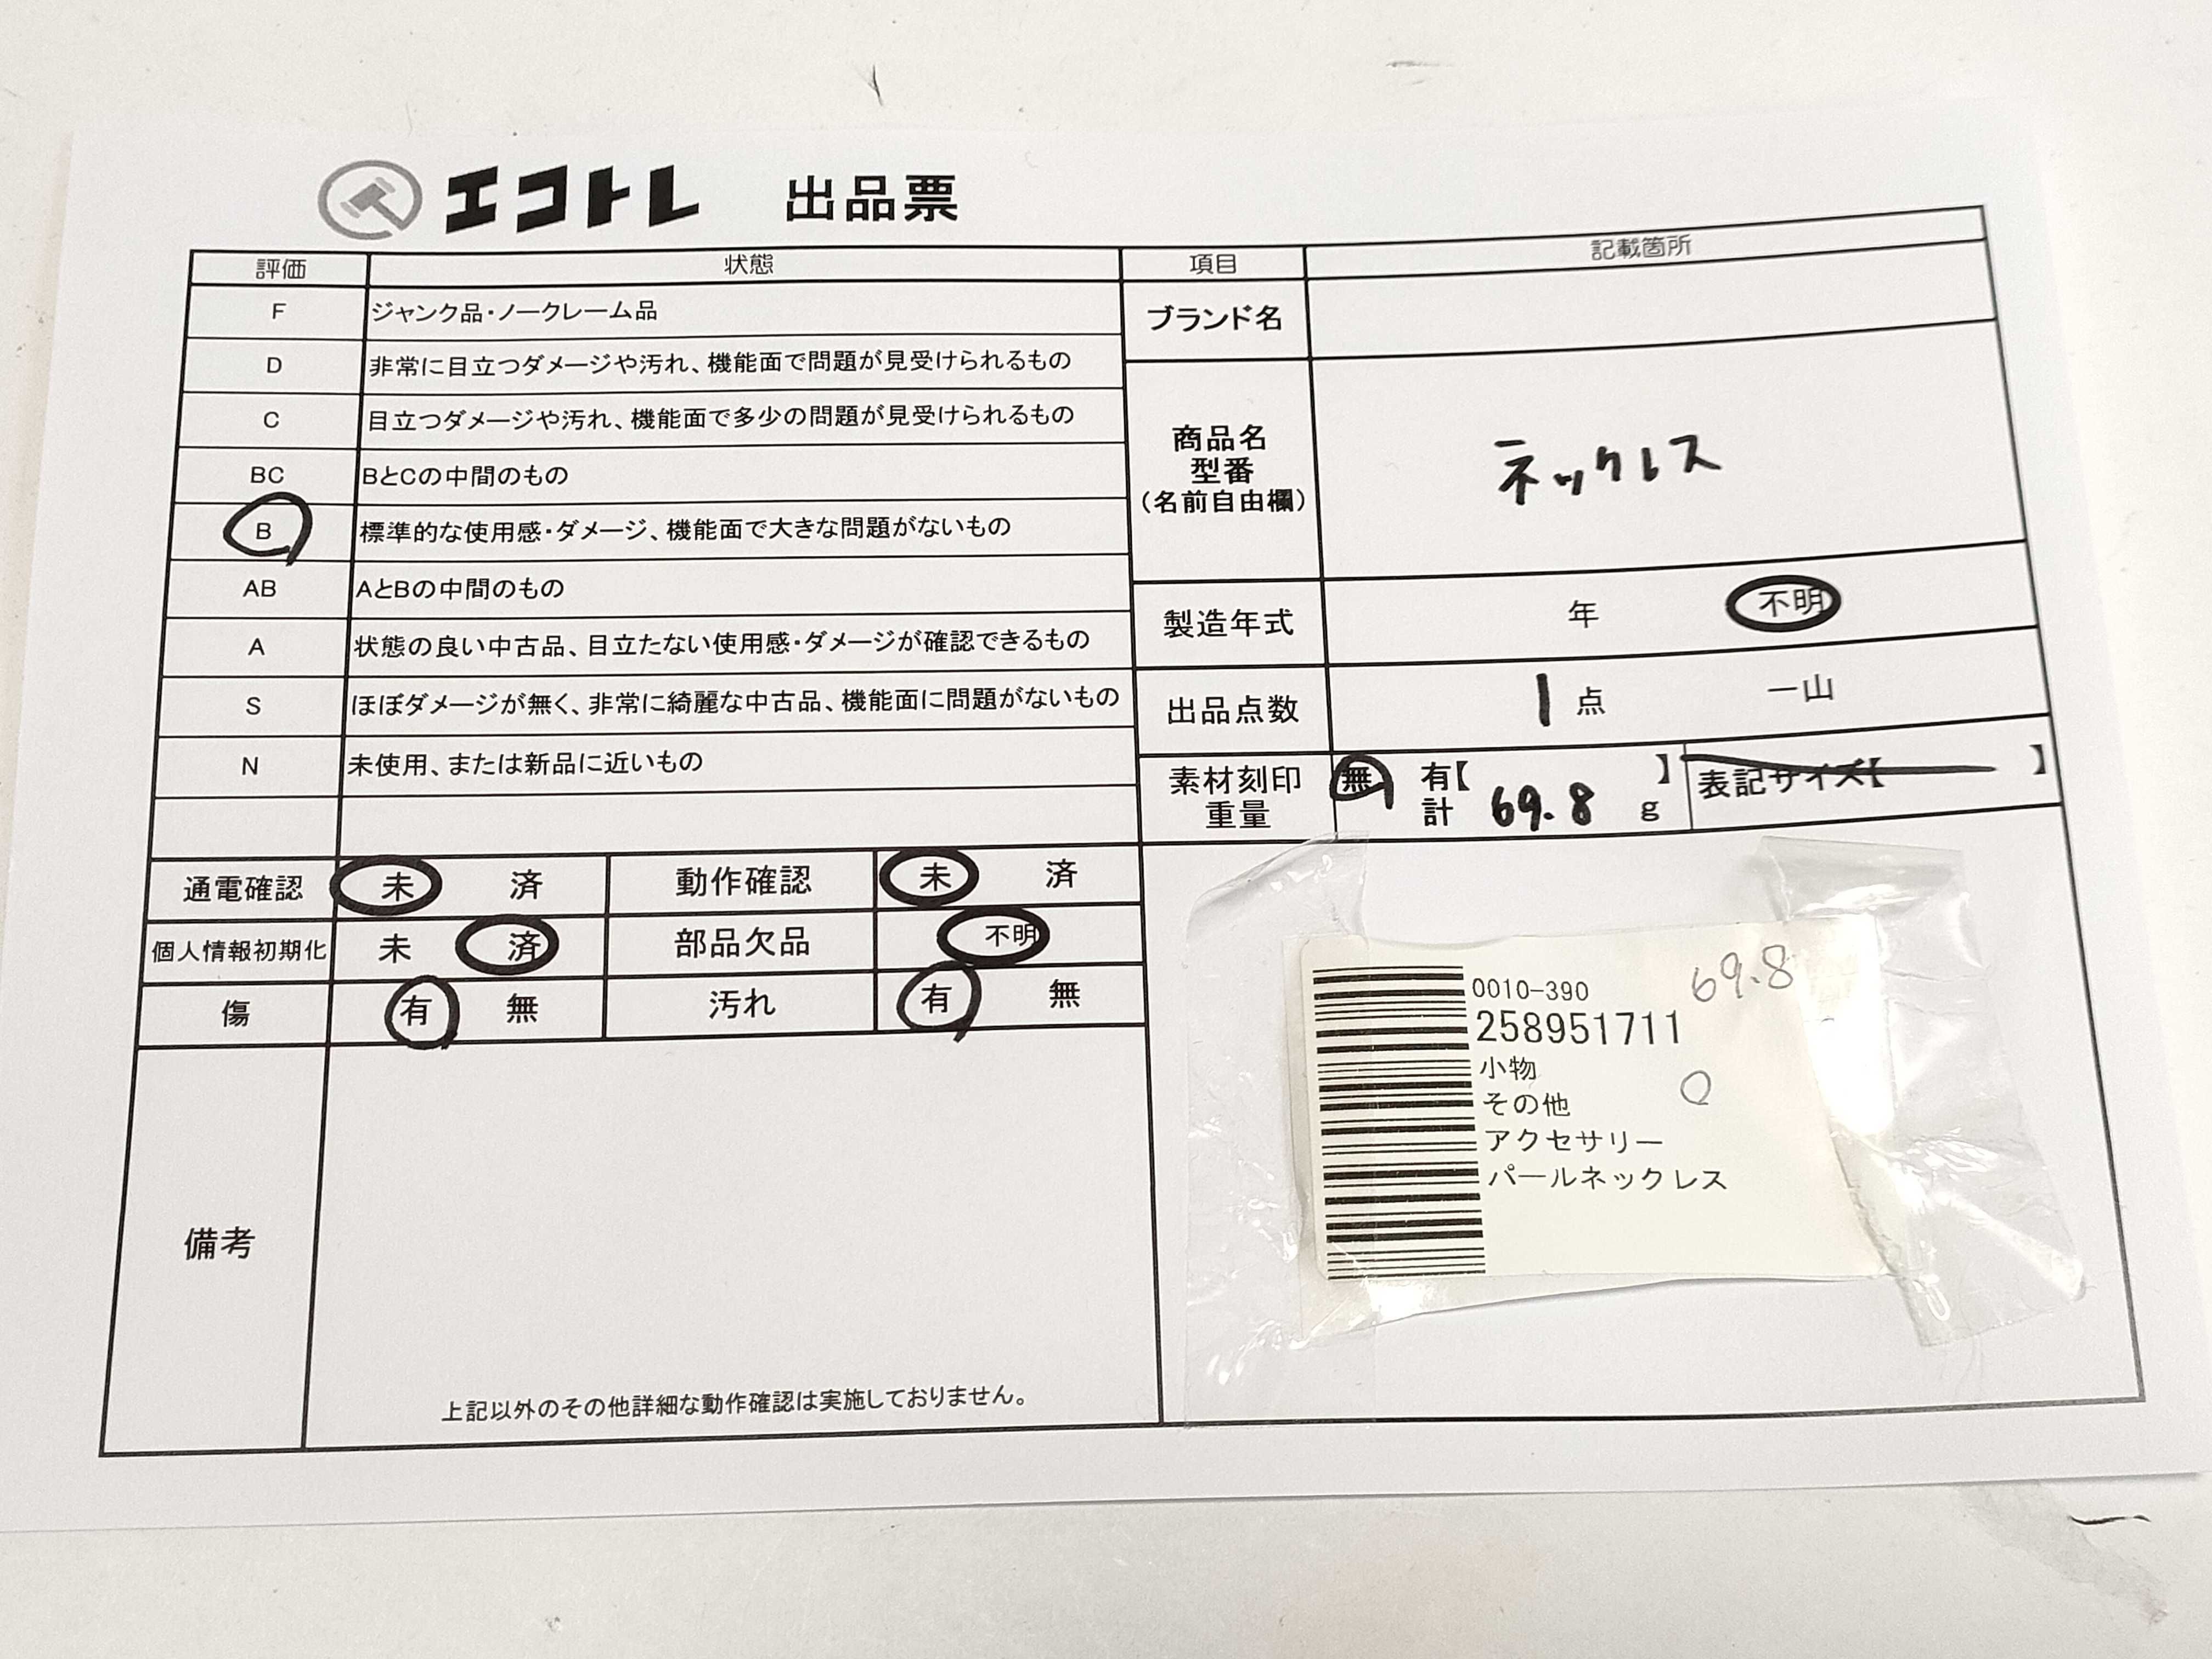 エコトレ 出品票
評価 状態
F ジャンク品・ノークレーム品
D 非常に目立つダメージや汚れ、機能面で問題が見受けられるもの
C 目立つダメージや汚れ、機能面で多少の問題が見受けられるもの
BC BとCの中間のもの
B 標準的な使用感・ダメージ、機能面で大きな問題がないもの
AB AとBの中間のもの
A 状態の良い中古品、目立たない使用感・ダメージが確認できるもの
S ほぼダメージが無く、非常に綺麗な中古品、機能面に問題がないもの
N 未使用、または新品に近いもの
通電確認 未 済 動作確認 未 済
個人情報初期化 未 済 部品欠品 不明
傷 有 無 汚れ 有 無
備考
上記以外のその他詳細な動作確認は実施しておりません。
項目 記載箇所
ブランド名
商品名
型番
(名前自由欄)
ネックレス
製造年式 年 不明
出品点数 1 点 一山
素材刻印 無 有【 】 表記サイズ【 】
重量 計 69.8 g
0010-390 69.8
258951711
小物
その他
アクセサリー
パールネックレス